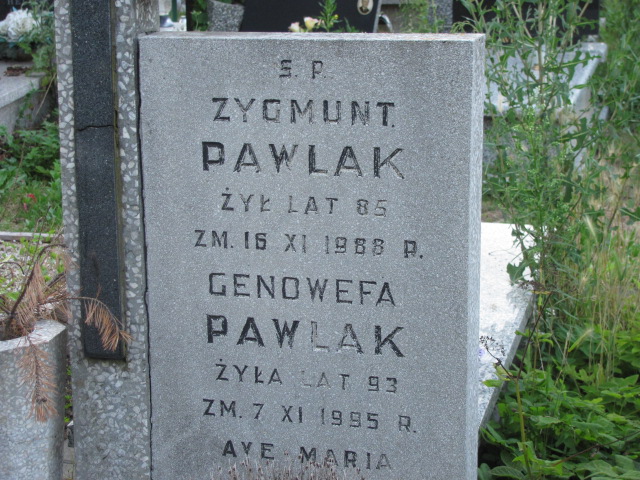 Ś. P.
ZYGMUNT.
PAWLAK
ŻYŁ LAT 85
ZM. 16 XI 1988 R.
GENOWEFA
PAWLAK
ŻYŁA LAT 93
ZM. 7 XI 1995 R.
AVE MARIA